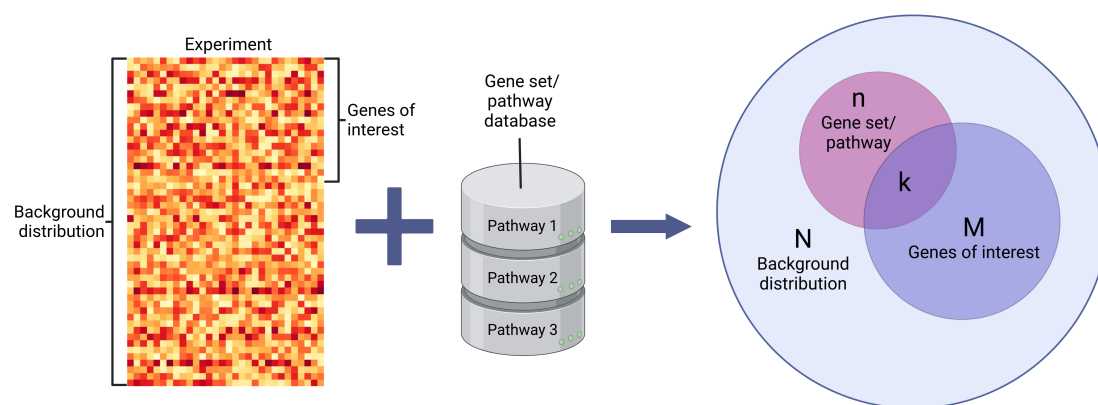 Experiment
Background
distribution
Genes of
interest
Gene set/
pathway
database
Pathway 1
Pathway 2
Pathway 3
n
Gene set/
pathway
k
M
Genes of interest
N
Background
distribution